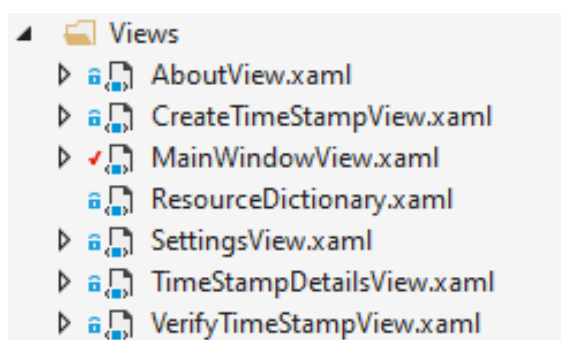 Views
AboutView.xaml
CreateTimeStampView.xaml
MainWindowView.xaml
ResourceDictionary.xaml
SettingsView.xaml
TimeStampDetailsView.xaml
VerifyTimeStampView.xaml